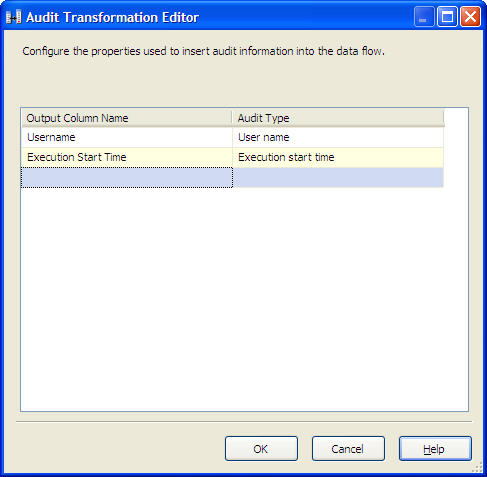 Audit Transformation Editor
Configure the properties used to insert audit information into the data flow.
Output Column Name Audit Type
Username User name
Execution Start Time Execution start time
OK Cancel Help